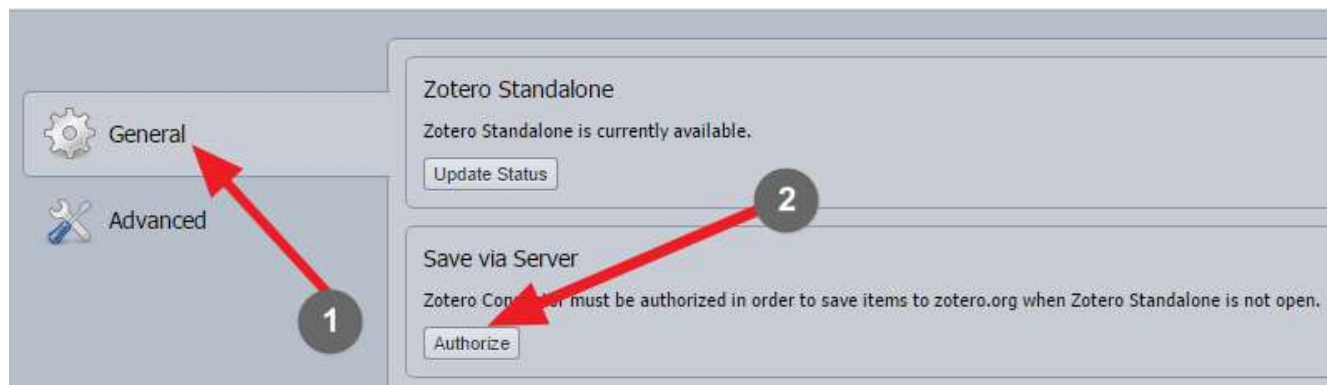 General
Advanced
1
Zotero Standalone
Zotero Standalone is currently available.
Update Status
2
Save via Server
Zotero must be authorized in order to save items to zotero.org when Zotero Standalone is not open.
Authorize